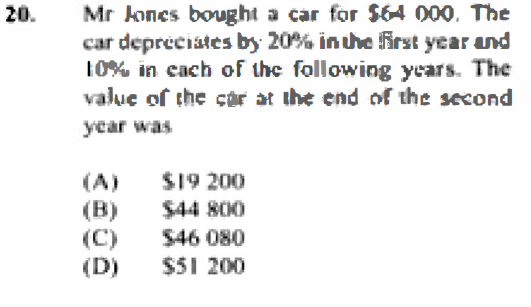 20. Mr Jones bought a car for $64 000. The
car depreciates by 20% in the first year and
10% in each of the following years. The
value of the car at the end of the second
year was
(A) $19 200
(B) $44 800
(C) $46 080
(D) $51 200